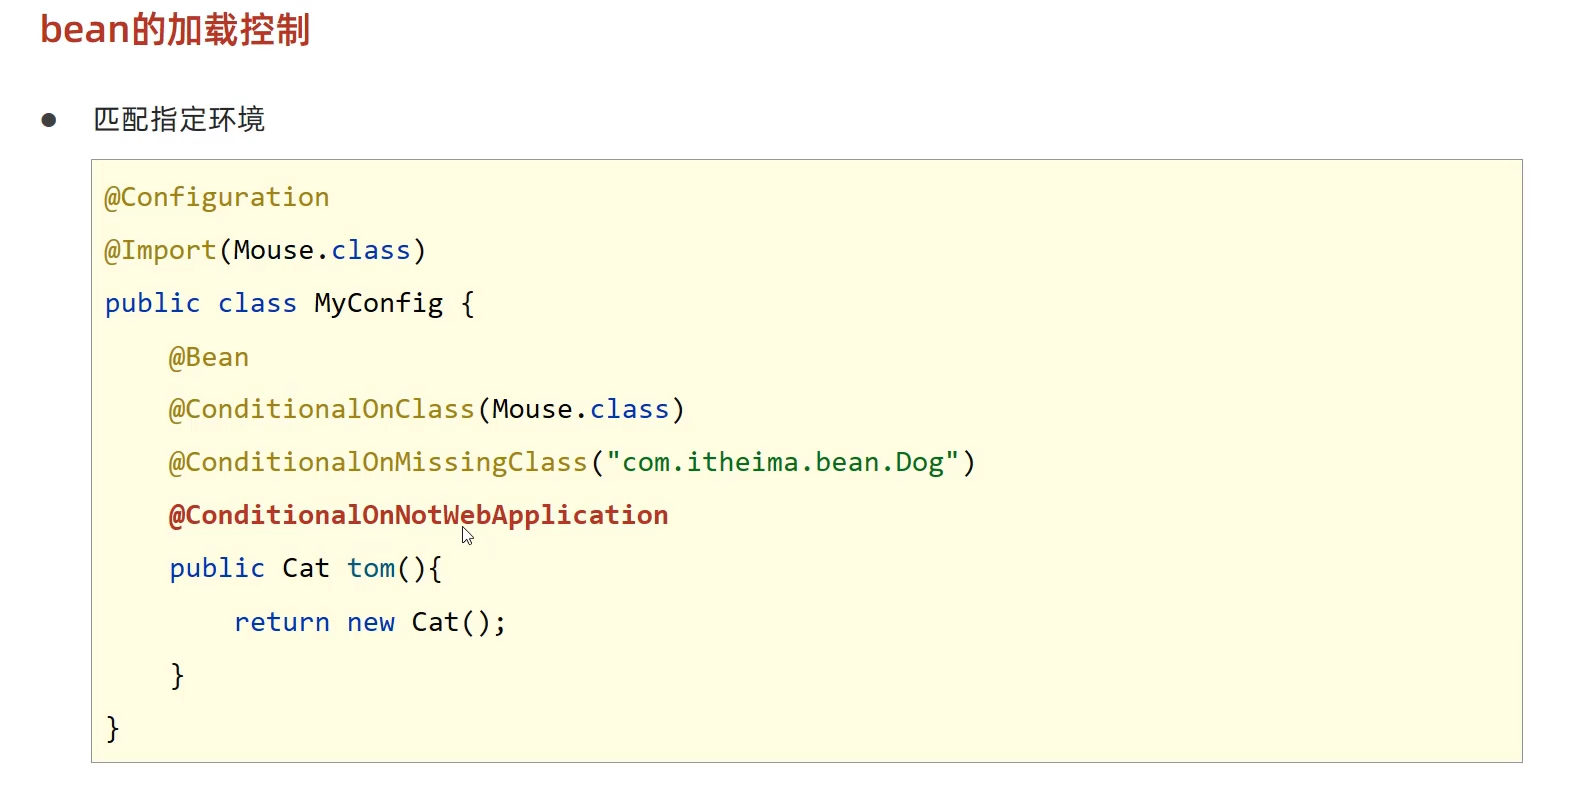 bean的加载控制
● 匹配指定环境
@Configuration
@Import(Mouse.class)
public class MyConfig {
    @Bean
    @ConditionalOnClass(Mouse.class)
    @ConditionalOnMissingClass("com.itheima.bean.Dog")
    @ConditionalOnNotWebApplication
    public Cat tom(){
        return new Cat();
    }
}